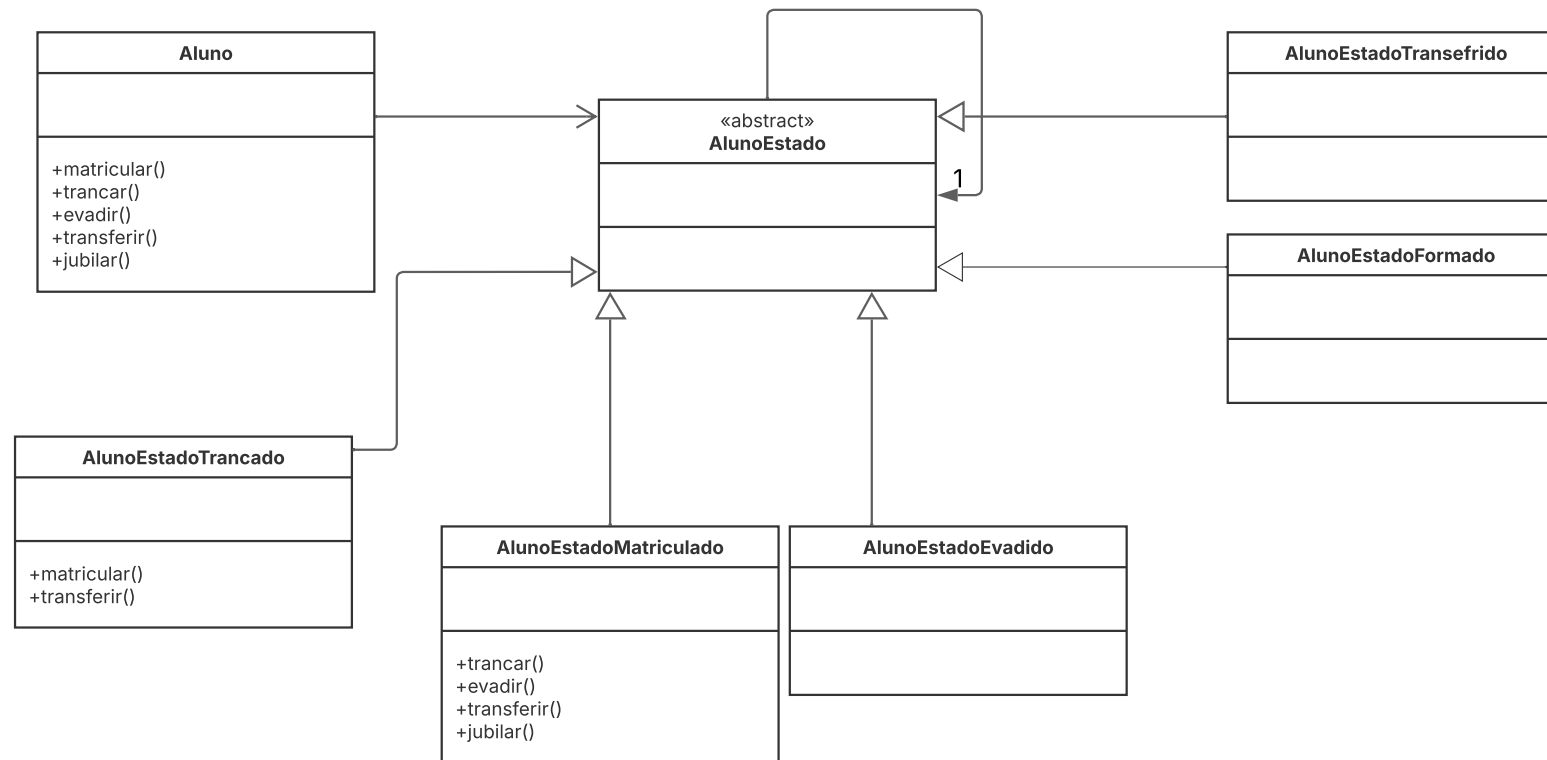 Aluno
+matricular()
+trancar()
+evadir()
+transferir()
+jubilar()
«abstract»
AlunoEstado
1
AlunoEstadoTransefrido
AlunoEstadoFormado
AlunoEstadoTrancado
+matricular()
+transferir()
AlunoEstadoMatriculado
+trancar()
+evadir()
+transferir()
+jubilar()
AlunoEstadoEvadido